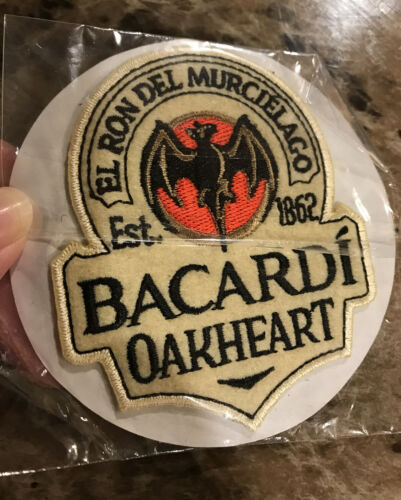 EL RON DEL MURCIÉLAGO
Est. 1862
BACARDÍ
OAKHEART